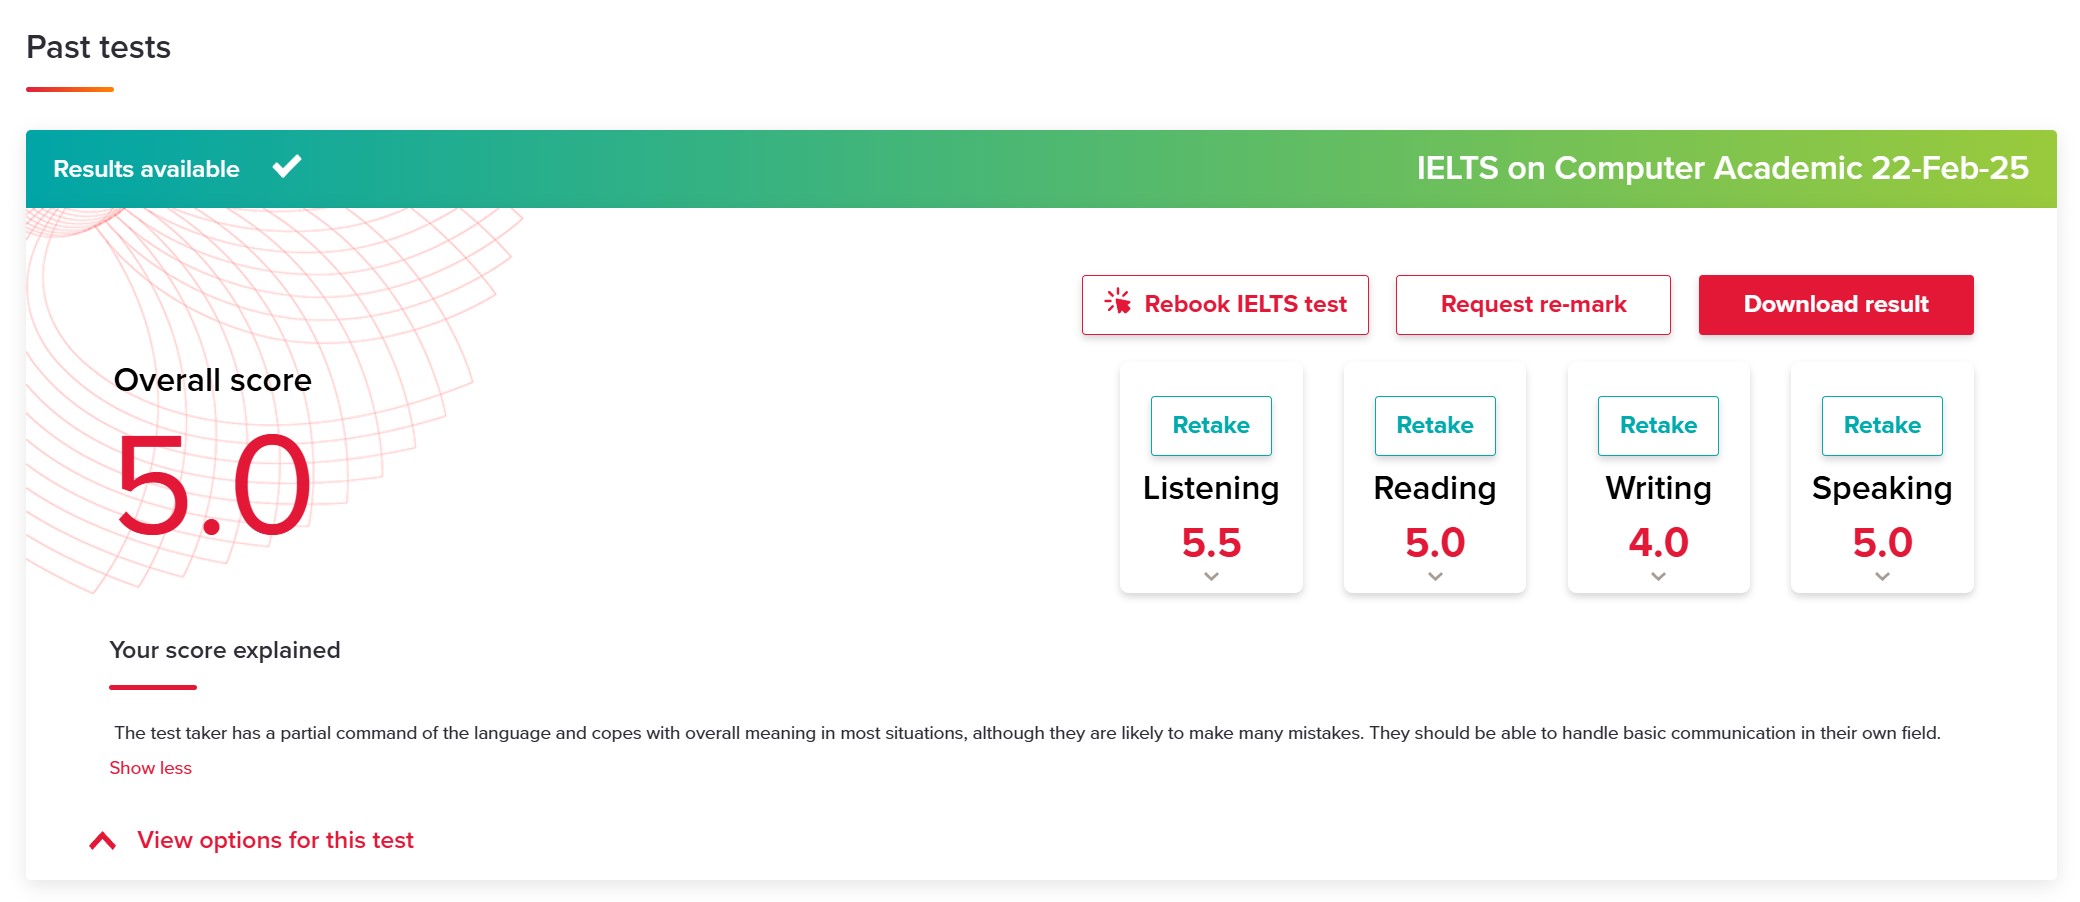 Past tests
Results available
IELTS on Computer Academic 22-Feb-25
Rebook IELTS test
Request re-mark
Download result
Overall score
5.0
Retake
Listening
5.5
Retake
Reading
5.0
Retake
Writing
4.0
Retake
Speaking
5.0
Your score explained
The test taker has a partial command of the language and copes with overall meaning in most situations, although they are likely to make many mistakes. They should be able to handle basic communication in their own field.
Show less
View options for this test